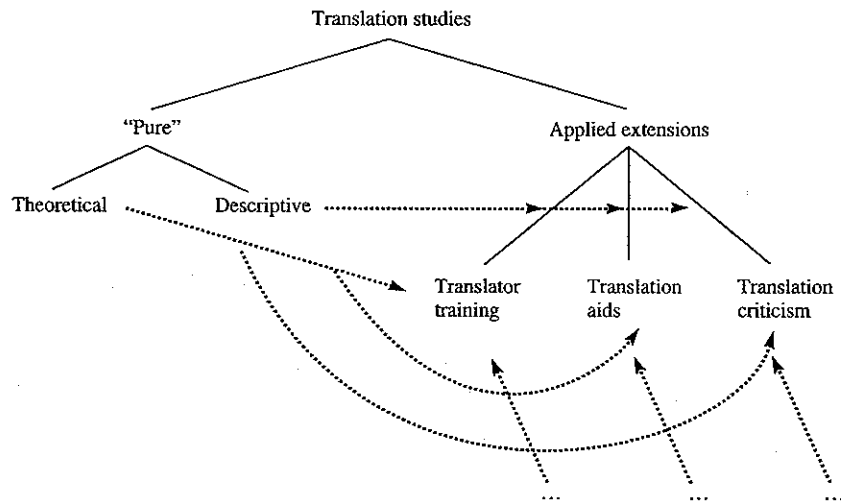 Translation studies
“Pure”
Applied extensions
Theoretical
Descriptive
Translator
training
Translation
aids
Translation
criticism
...
...
...